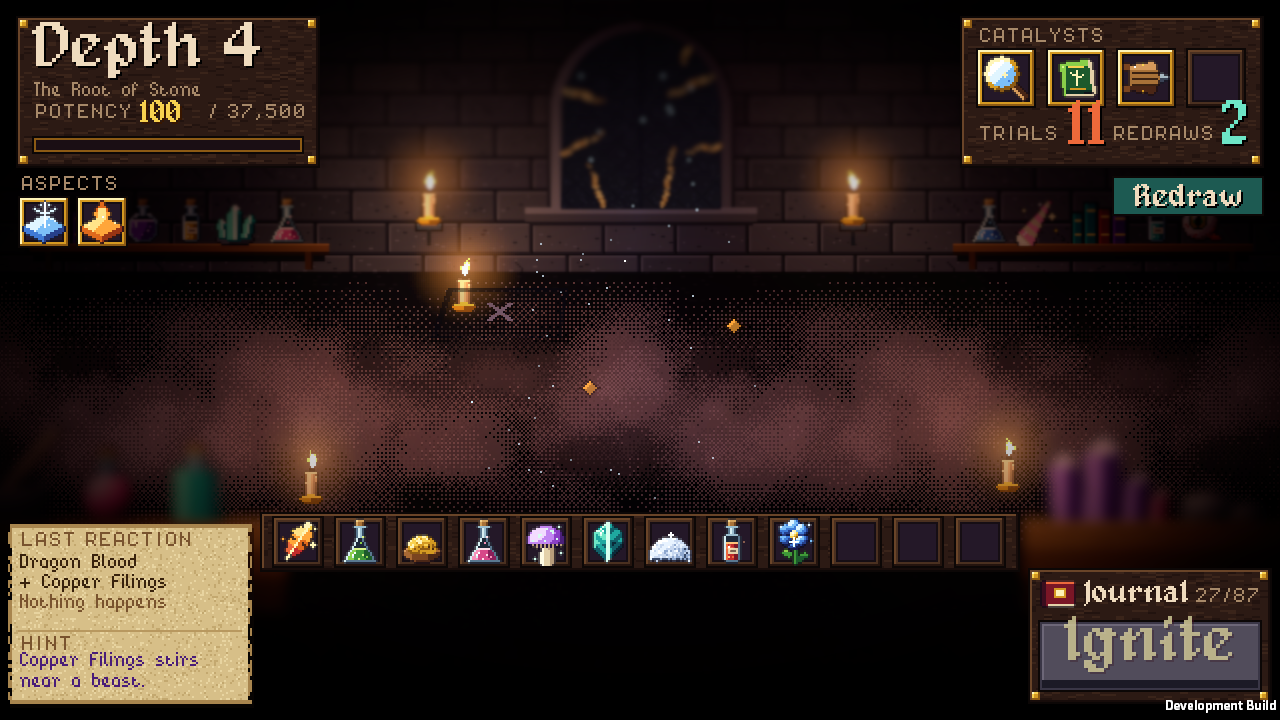 Depth 4
The Root of Stone
POTENCY 100 / 37,500
ASPECTS
CATALYSTS
TRIALS 11 REDRAWS 2
Redraw
LAST REACTION
Dragon Blood
+ Copper Filings
Nothing happens
HINT
Copper Filings stirs
near a beast.
Journal 27/87
Ignite
Development Build